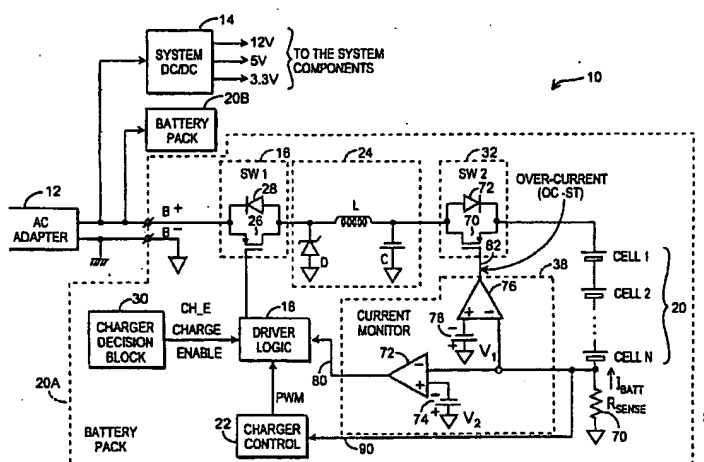 14
SYSTEM
DC/DC
12V
5V
3.3V
TO THE SYSTEM
COMPONENTS
10
20B
BATTERY
PACK
12
AC
ADAPTER
B+
B-
16
SW 1
28
26
24
L
D
C
32
SW 2
72
70
82
OVER-CURRENT
(OC-ST)
38
CELL 1
CELL 2
CELL N
20
30
CHARGER
DECISION
BLOCK
CH_E
CHARGE
ENABLE
18
DRIVER
LOGIC
80
CURRENT
MONITOR
76
+
-
78
-
+
V1
72
-
+
74
-
+
V2
IBATT
RSENSE
70
PWM
22
CHARGER
CONTROL
90
20A
BATTERY
PACK